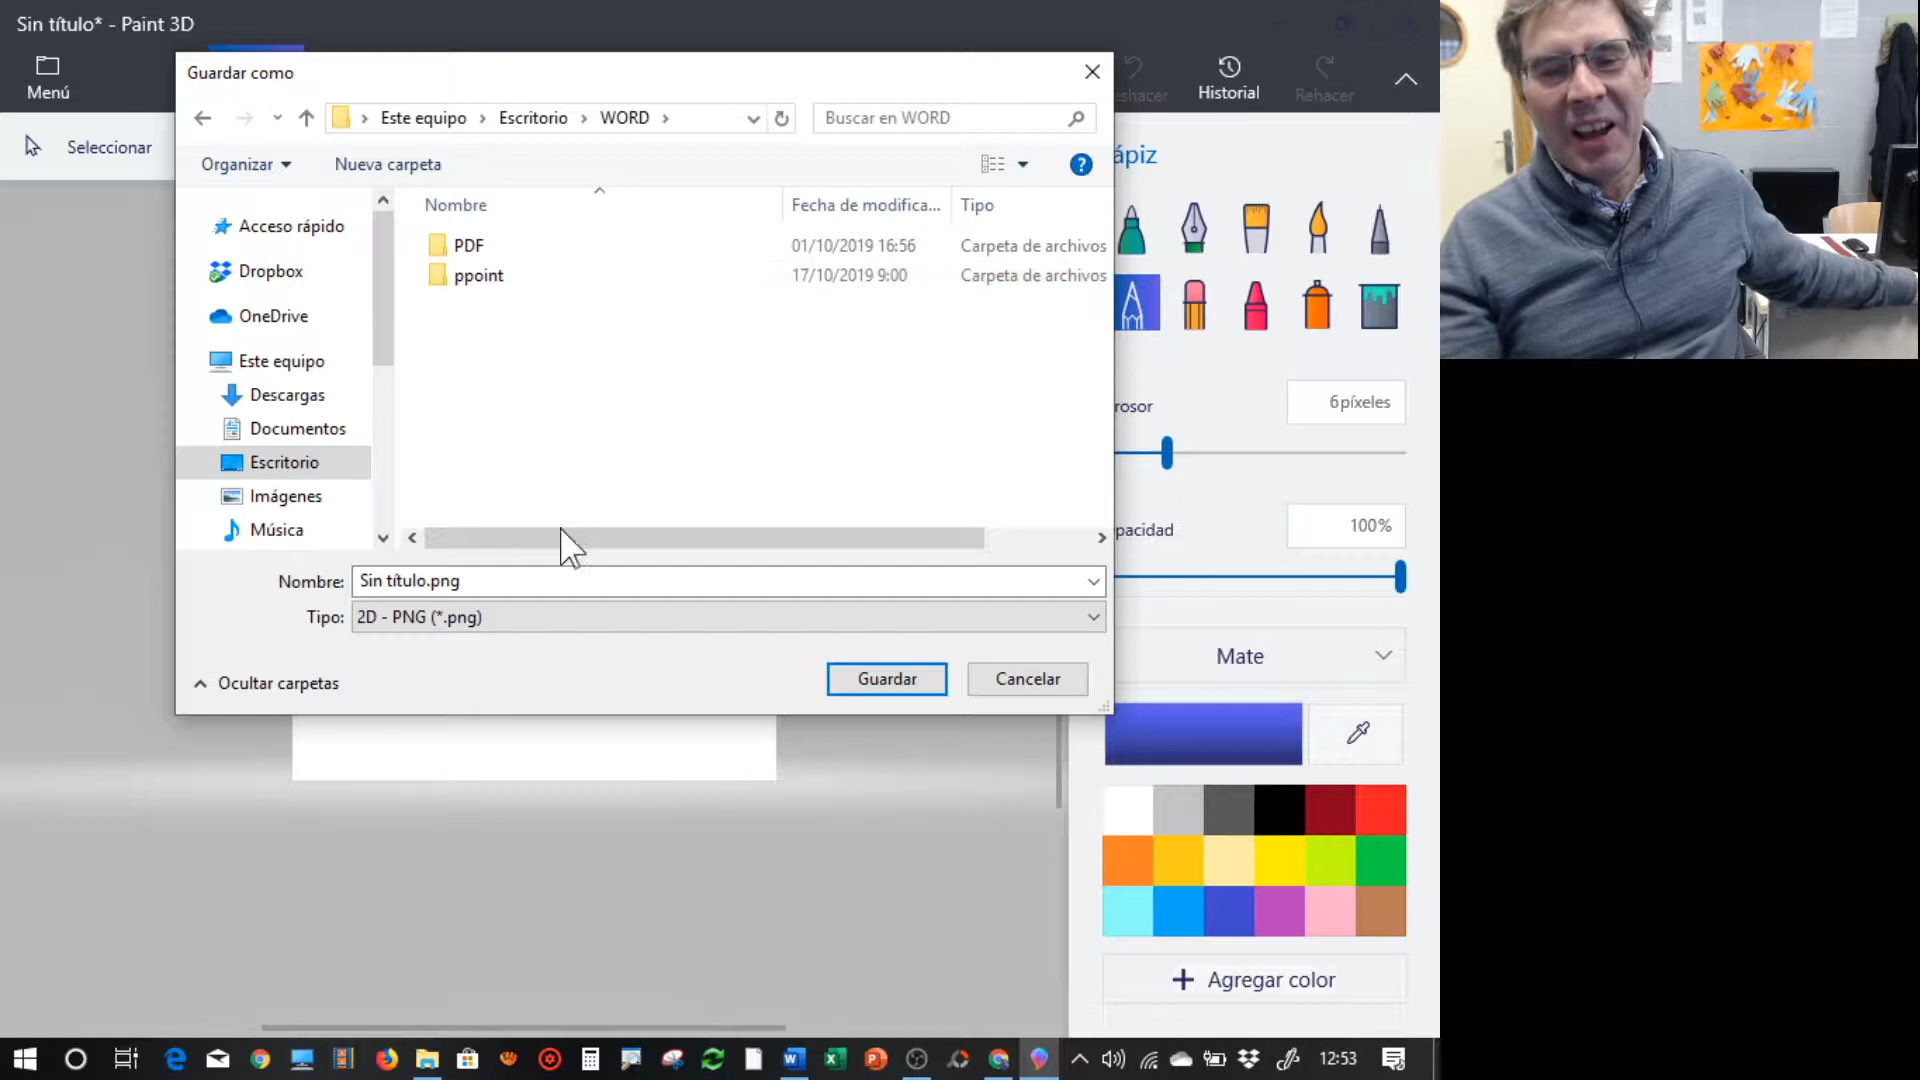 Sin título* - Paint 3D
Menú
Seleccionar
Guardar como
Este equipo
Escritorio
WORD
Buscar en WORD
Organizar
Nueva carpeta
Nombre
Fecha de modifica...
Tipo
PDF
01/10/2019 16:56
Carpeta de archivos
ppoint
17/10/2019 9:00
Carpeta de archivos
Acceso rápido
Dropbox
OneDrive
Este equipo
Descargas
Documentos
Escritorio
Imágenes
Música
Nombre: Sin título.png
Tipo: 2D - PNG (*.png)
Ocultar carpetas
Guardar
Cancelar
eshacer
Historial
Rehacer
ápiz
rosor
6píxeles
pacidad
100%
Mate
Agregar color
12:53